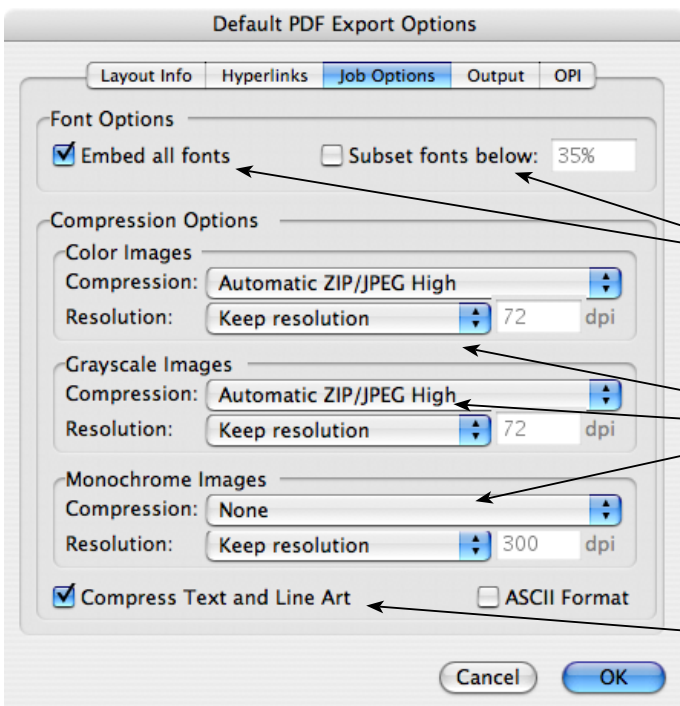 Default PDF Export Options
Layout Info Hyperlinks Job Options Output OPI
Font Options
Embed all fonts Subset fonts below: 35%
Compression Options
Color Images
Compression: Automatic ZIP/JPEG High
Resolution: Keep resolution 72 dpi
Grayscale Images
Compression: Automatic ZIP/JPEG High
Resolution: Keep resolution 72 dpi
Monochrome Images
Compression: None
Resolution: Keep resolution 300 dpi
Compress Text and Line Art ASCII Format
Cancel OK